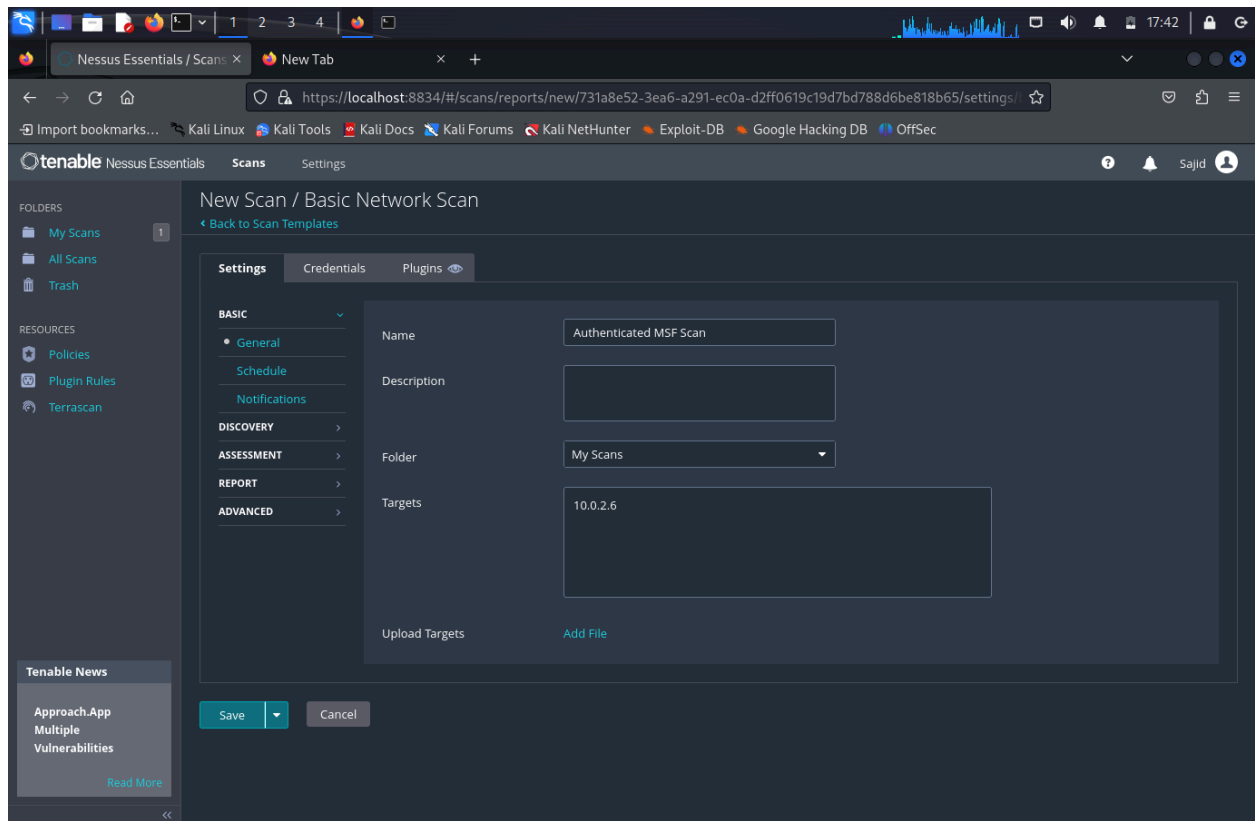 1 2 3 4 17:42
Nessus Essentials / Scans × New Tab × +
https://localhost:8834/#/scans/reports/new/731a8e52-3ea6-a291-ec0a-d2ff0619c19d7bd788d6be818b65/settings/
Import bookmarks... Kali Linux Kali Tools Kali Docs Kali Forums Kali NetHunter Exploit-DB Google Hacking DB OffSec
tenable Nessus Essentials Scans Settings ? Sajid
FOLDERS
My Scans 1
All Scans
Trash
RESOURCES
Policies
Plugin Rules
Terrascan
Tenable News
Approach.App
Multiple
Vulnerabilities
Read More
New Scan / Basic Network Scan
Back to Scan Templates
Settings Credentials Plugins
BASIC
General
Schedule
Notifications
DISCOVERY
ASSESSMENT
REPORT
ADVANCED
Name Authenticated MSF Scan
Description
Folder My Scans
Targets 10.0.2.6
Upload Targets Add File
Save Cancel